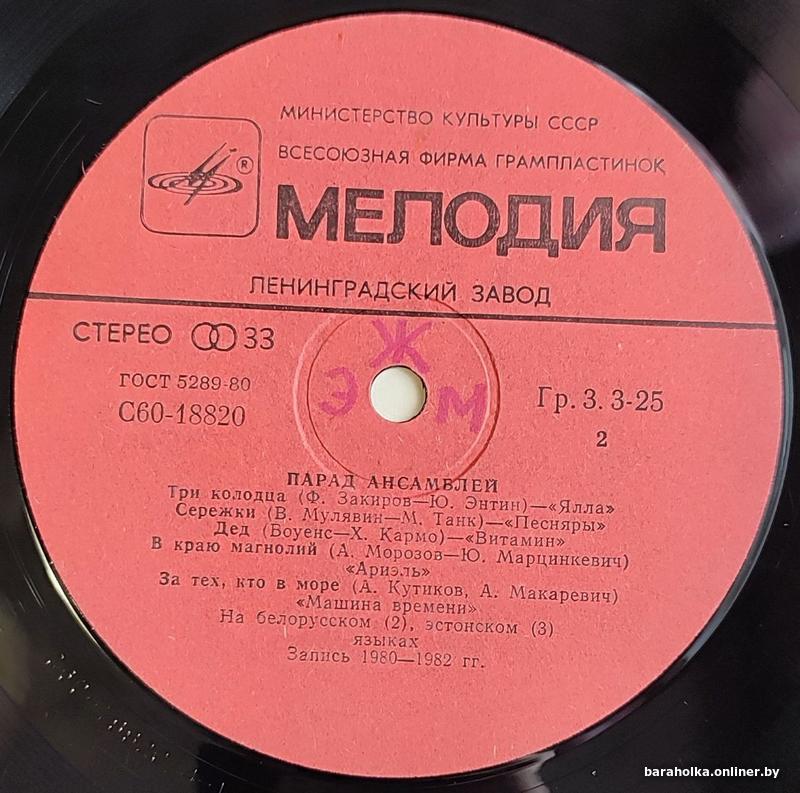 МИНИСТЕРСТВО КУЛЬТУРЫ СССР
ВСЕСОЮЗНАЯ ФИРМА ГРАМПЛАСТИНОК
®
МЕЛОДИЯ
ЛЕНИНГРАДСКИЙ ЗАВОД
СТЕРЕО 33
ГОСТ 5289-80
С60-18820
Э Ж М
Гр. 3. 3-25
2
ПАРАД АНСАМБЛЕЙ
Три колодца (Ф. Закиров—Ю. Энтин)—«Ялла»
Сережки (В. Мулявин—М. Танк)—«Песняры»
Дед (Боуенс—Х. Кармо)—«Витамин»
В краю магнолий (А. Морозов—Ю. Марцинкевич)
«Ариэль»
За тех, кто в море (А. Кутиков, А. Макаревич)
«Машина времени»
На белорусском (2), эстонском (3)
языках
Запись 1980—1982 гг.
baraholka.onliner.by